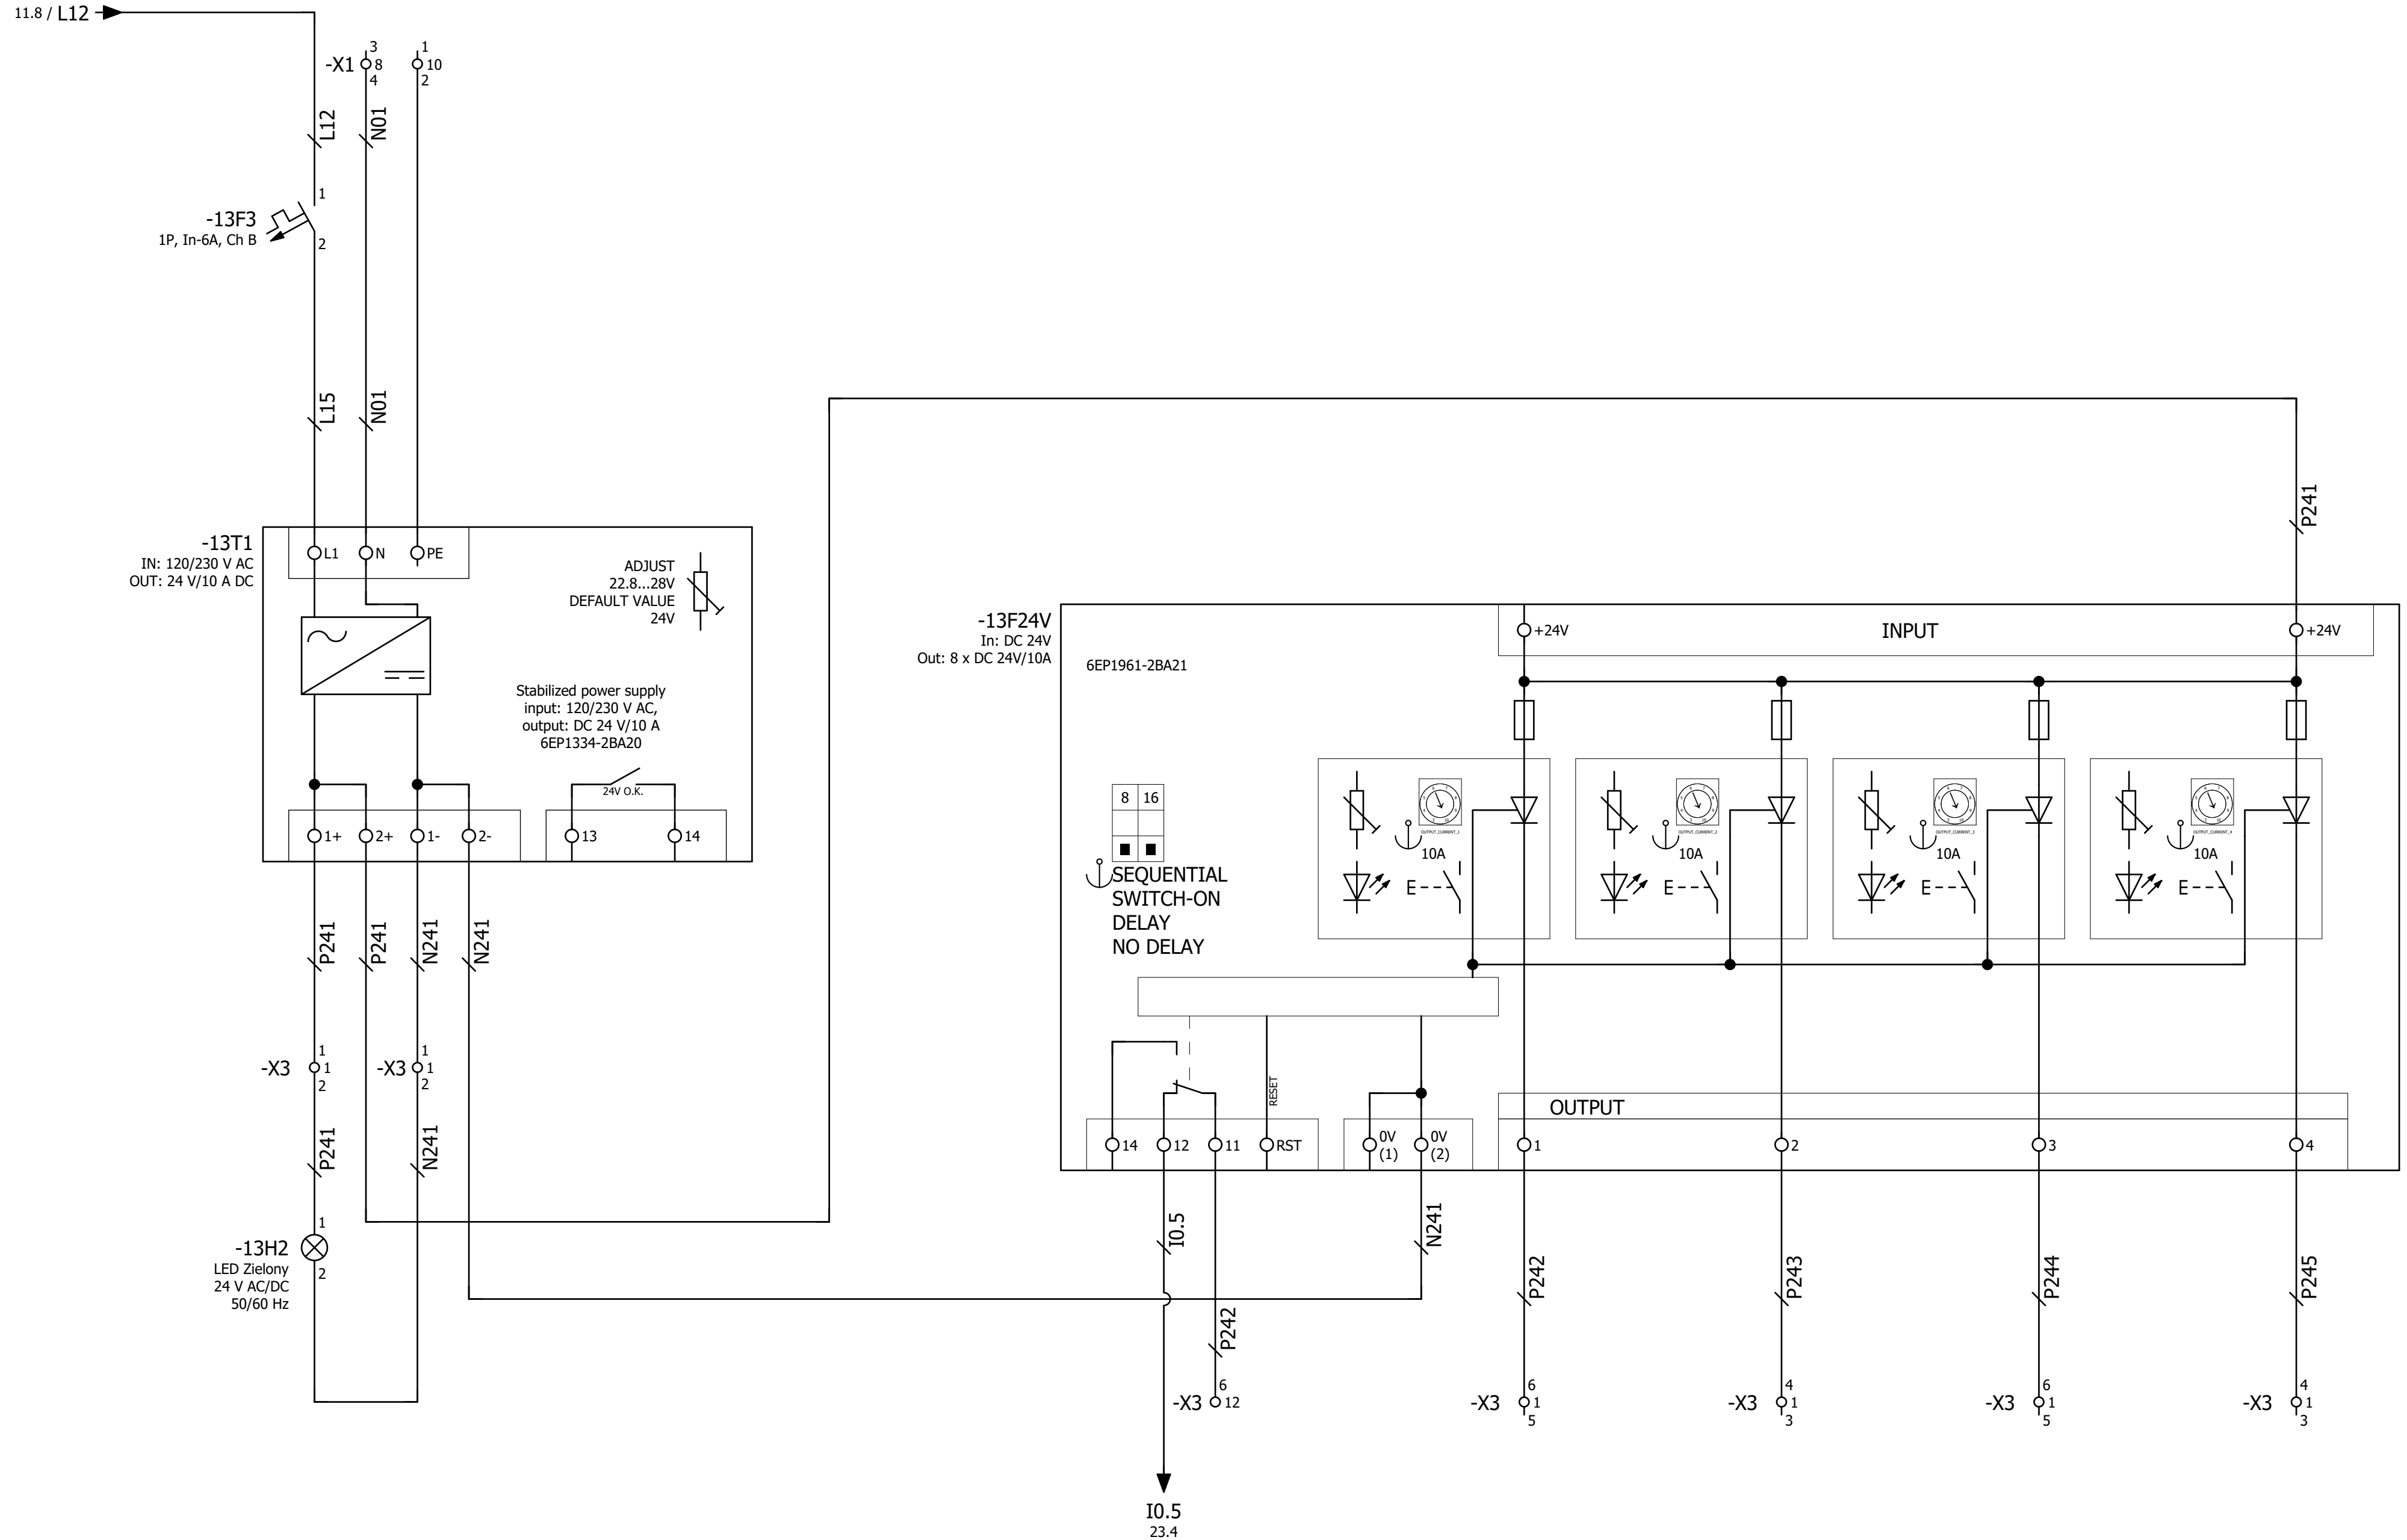 11.8 / L12
3
-X1 8
4
1
10
2
L12
N01
1
-13F3
1P, In-6A, Ch B
2
L15
N01
-13T1
IN: 120/230 V AC
OUT: 24 V/10 A DC
L1
N
PE
ADJUST
22.8...28V
DEFAULT VALUE
24V
Stabilized power supply
input: 120/230 V AC,
output: DC 24 V/10 A
6EP1334-2BA20
24V O.K.
1+
2+
1-
2-
13
14
P241
P241
N241
N241
1
-X3 1
2
1
-X3 1
2
P241
N241
1
-13H2
LED Zielony
24 V AC/DC
50/60 Hz
2
P241
-13F24V
In: DC 24V
Out: 8 x DC 24V/10A
6EP1961-2BA21
+24V
INPUT
+24V
8 16
SEQUENTIAL
SWITCH-ON
DELAY
NO DELAY
OUTPUT_CURRENT_1
10A
OUTPUT_CURRENT_2
10A
OUTPUT_CURRENT_3
10A
OUTPUT_CURRENT_4
10A
RESET
OUTPUT
14
12
11
RST
0V
(1)
0V
(2)
1
2
3
4
I0.5
P242
N241
P242
P243
P244
P245
6
-X3 12
6
-X3 1
5
4
-X3 1
3
6
-X3 1
5
4
-X3 1
3
I0.5
23.4